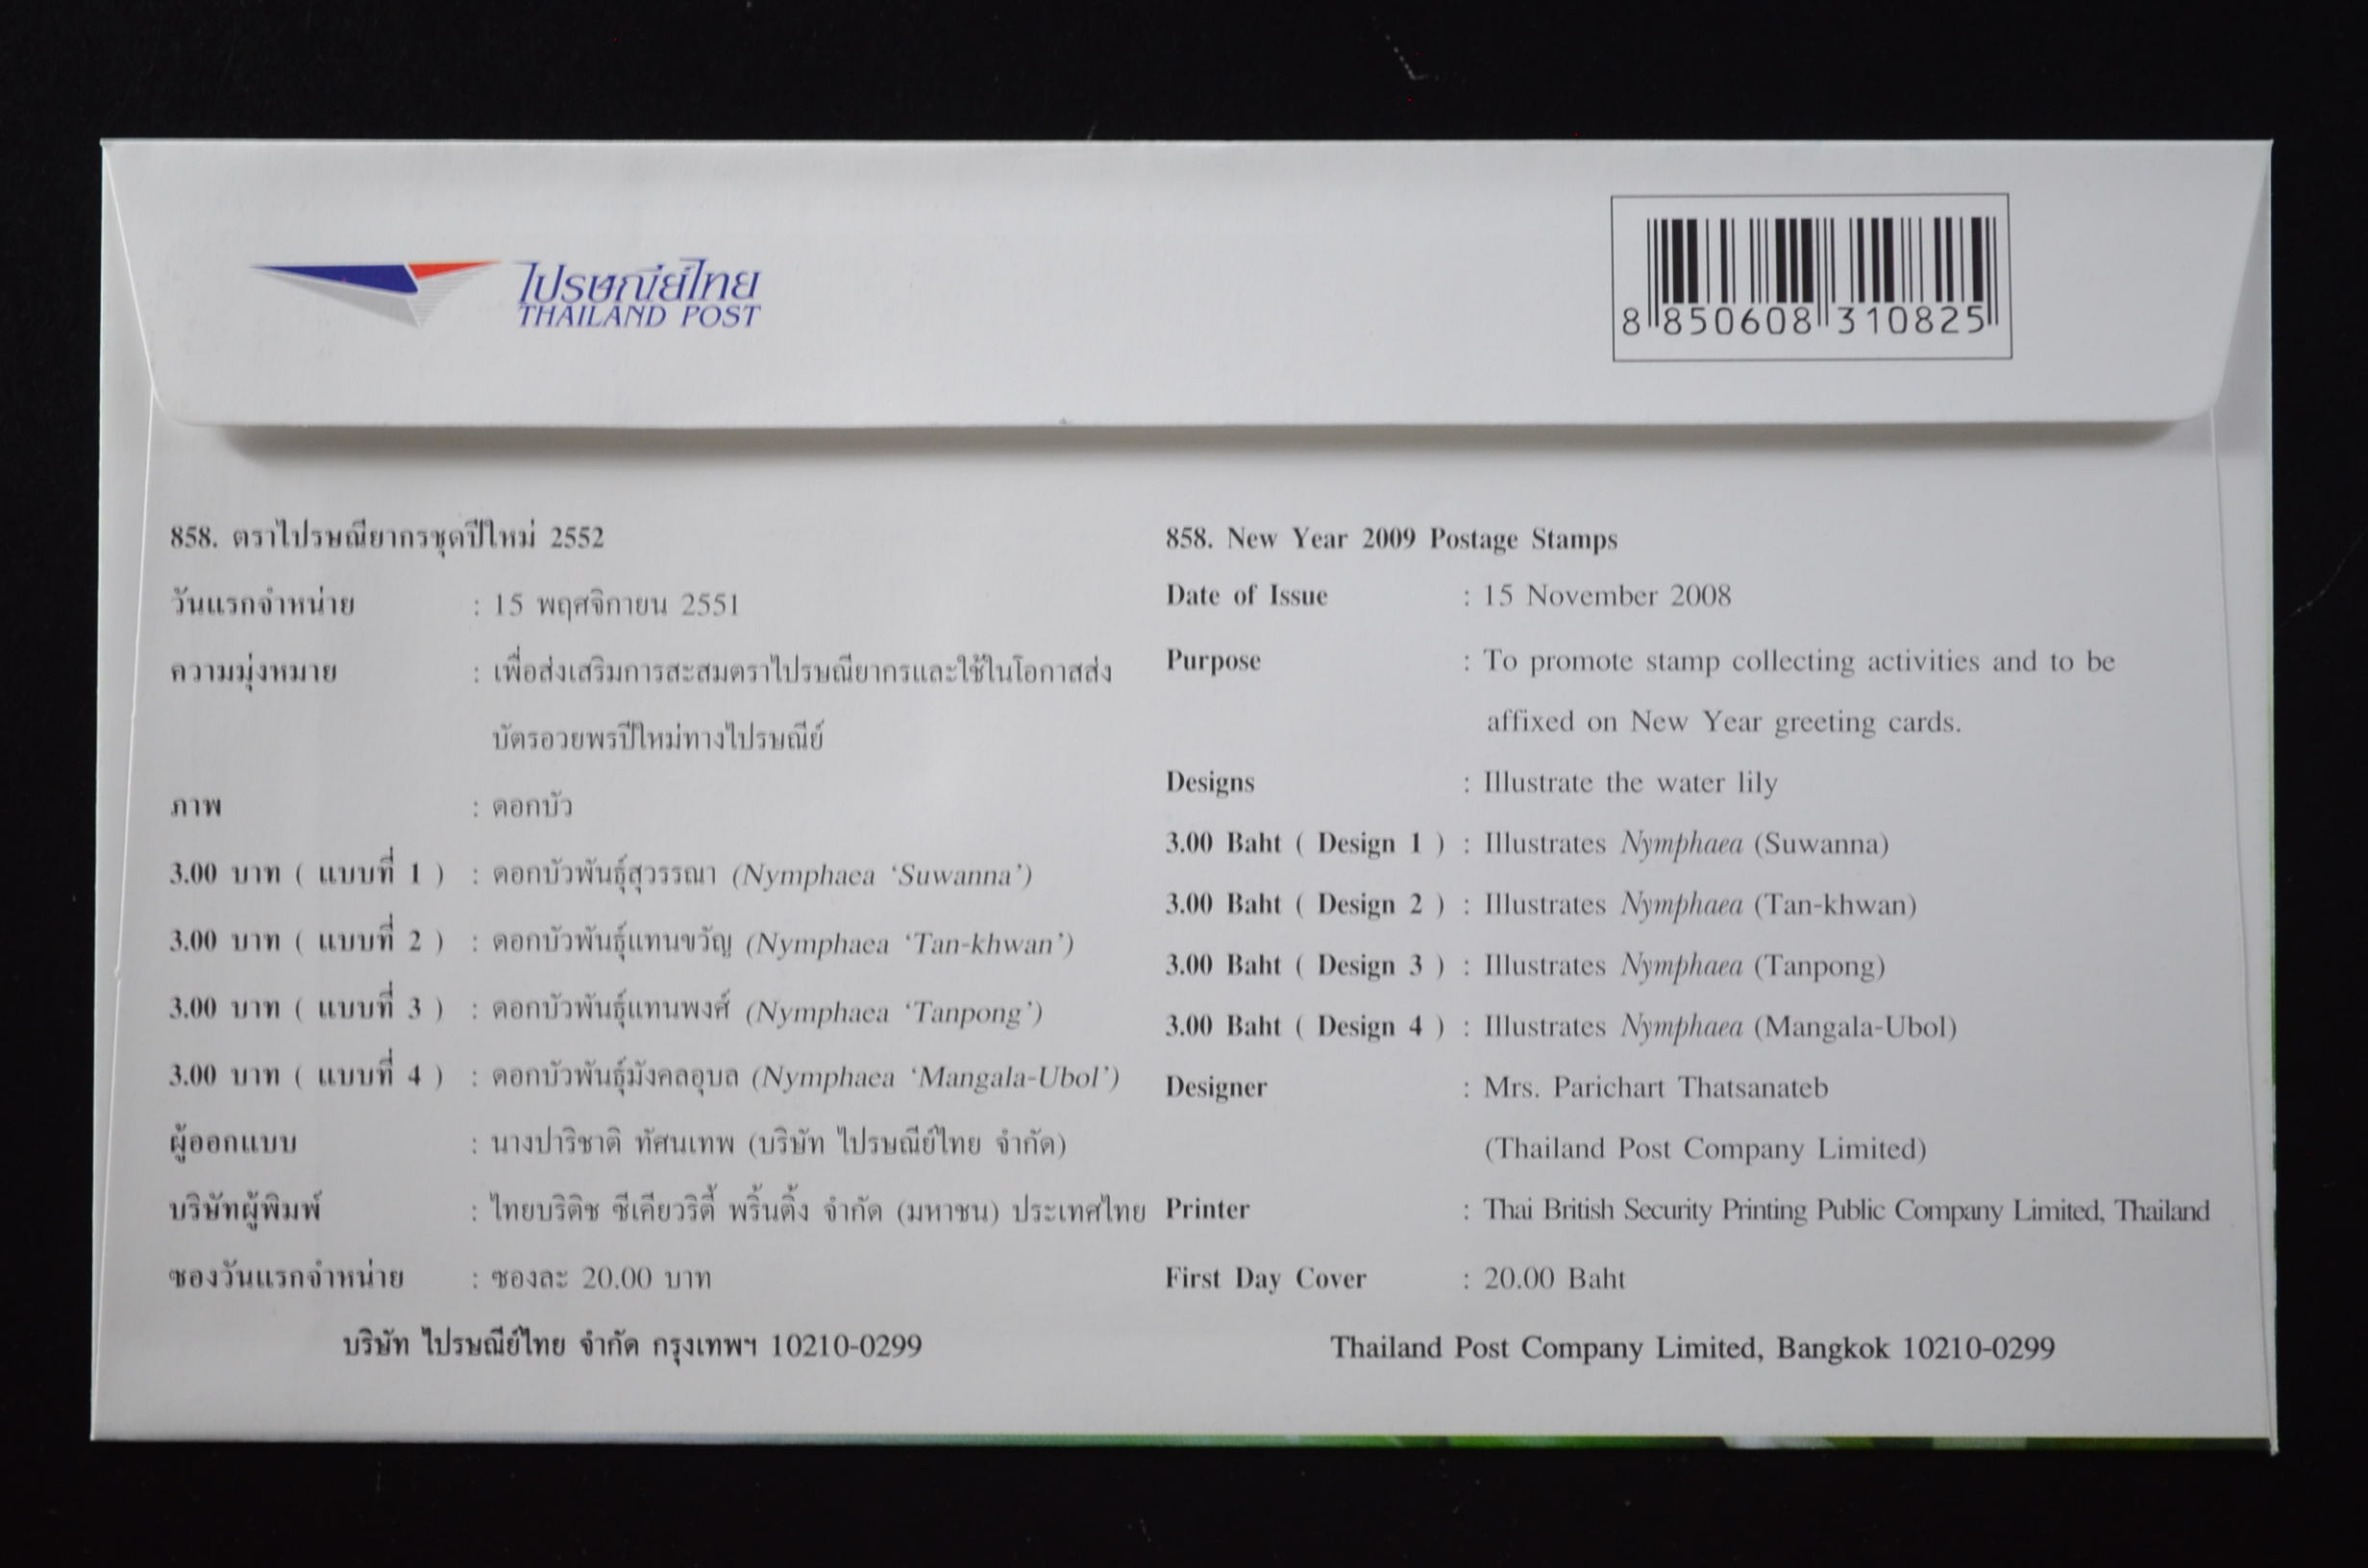 ไปรษณีย์ไทย
THAILAND POST
8 850608 310825
858. ตราไปรษณียากรชุดปีใหม่ 2552
วันแรกจำหน่าย : 15 พฤศจิกายน 2551
ความมุ่งหมาย : เพื่อส่งเสริมการสะสมตราไปรษณียากรและใช้ในโอกาสส่ง
บัตรอวยพรปีใหม่ทางไปรษณีย์
ภาพ : ดอกบัว
3.00 บาท ( แบบที่ 1 ) : ดอกบัวพันธุ์สุวรรณา (Nymphaea ‘Suwanna’)
3.00 บาท ( แบบที่ 2 ) : ดอกบัวพันธุ์แทนขวัญ (Nymphaea ‘Tan-khwan’)
3.00 บาท ( แบบที่ 3 ) : ดอกบัวพันธุ์แทนพงศ์ (Nymphaea ‘Tanpong’)
3.00 บาท ( แบบที่ 4 ) : ดอกบัวพันธุ์มังคลอุบล (Nymphaea ‘Mangala-Ubol’)
ผู้ออกแบบ : นางปาริชาติ ทัศนเทพ (บริษัท ไปรษณีย์ไทย จำกัด)
บริษัทผู้พิมพ์ : ไทยบริติช ซีเคียวริตี้ พริ้นติ้ง จำกัด (มหาชน) ประเทศไทย
ซองวันแรกจำหน่าย : ซองละ 20.00 บาท
บริษัท ไปรษณีย์ไทย จำกัด กรุงเทพฯ 10210-0299
858. New Year 2009 Postage Stamps
Date of Issue : 15 November 2008
Purpose : To promote stamp collecting activities and to be
affixed on New Year greeting cards.
Designs : Illustrate the water lily
3.00 Baht ( Design 1 ) : Illustrates Nymphaea (Suwanna)
3.00 Baht ( Design 2 ) : Illustrates Nymphaea (Tan-khwan)
3.00 Baht ( Design 3 ) : Illustrates Nymphaea (Tanpong)
3.00 Baht ( Design 4 ) : Illustrates Nymphaea (Mangala-Ubol)
Designer : Mrs. Parichart Thatsanateb
(Thailand Post Company Limited)
Printer : Thai British Security Printing Public Company Limited, Thailand
First Day Cover : 20.00 Baht
Thailand Post Company Limited, Bangkok 10210-0299